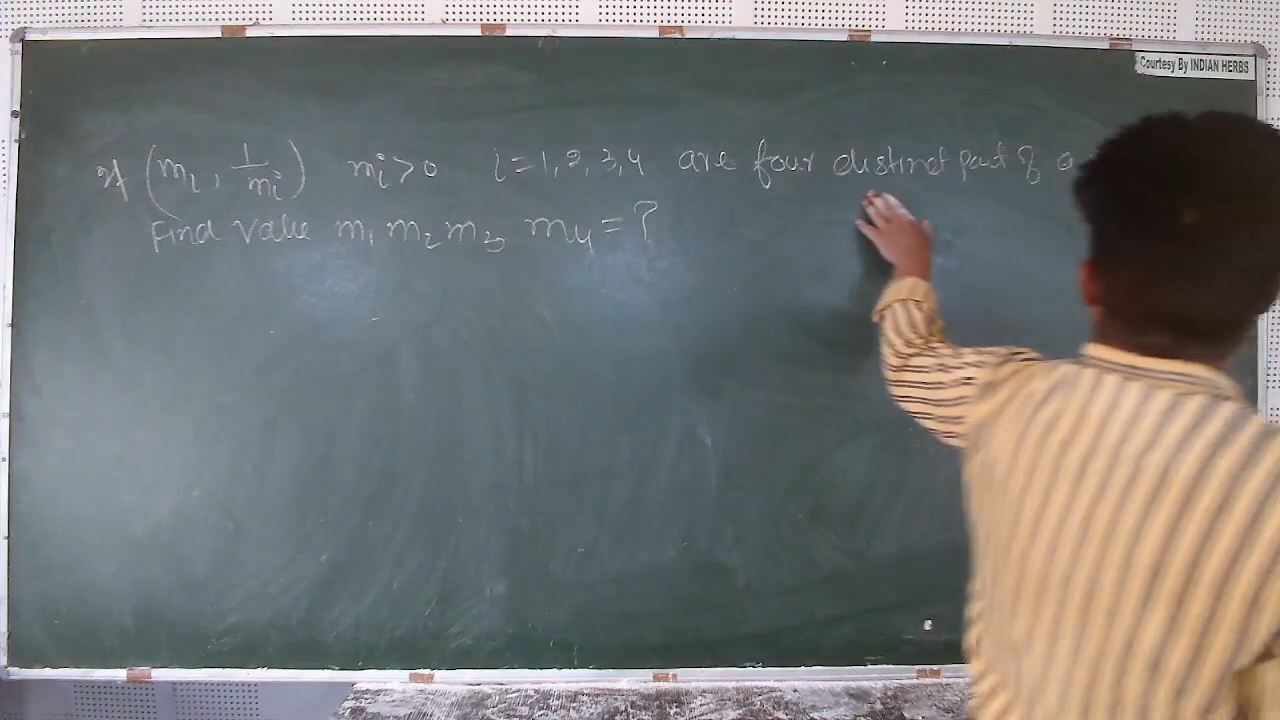 Courtesy By INDIAN HERBS
If (mi, 1/mi) mi>0 i=1,2,3,4 are four distinct part of a
Find value m₁ m₂ m₃ m₄ = ?